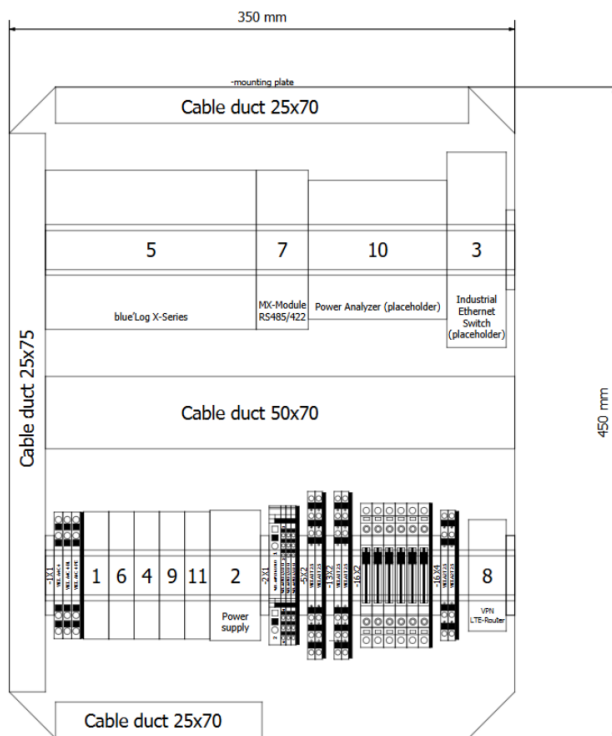 350 mm
-mounting plate
Cable duct 25x70
5
7
10
3
blue'Log X-Series
MX-Module
RS485/422
Power Analyzer (placeholder)
Industrial
Ethernet
Switch
(placeholder)
Cable duct 25x75
Cable duct 50x70
450 mm
-1X1
1
6
4
9
11
2
Power
supply
-2X1
-5X2
-13X2
-16X2
-16X4
8
VPN
LTE-Router
Cable duct 25x70